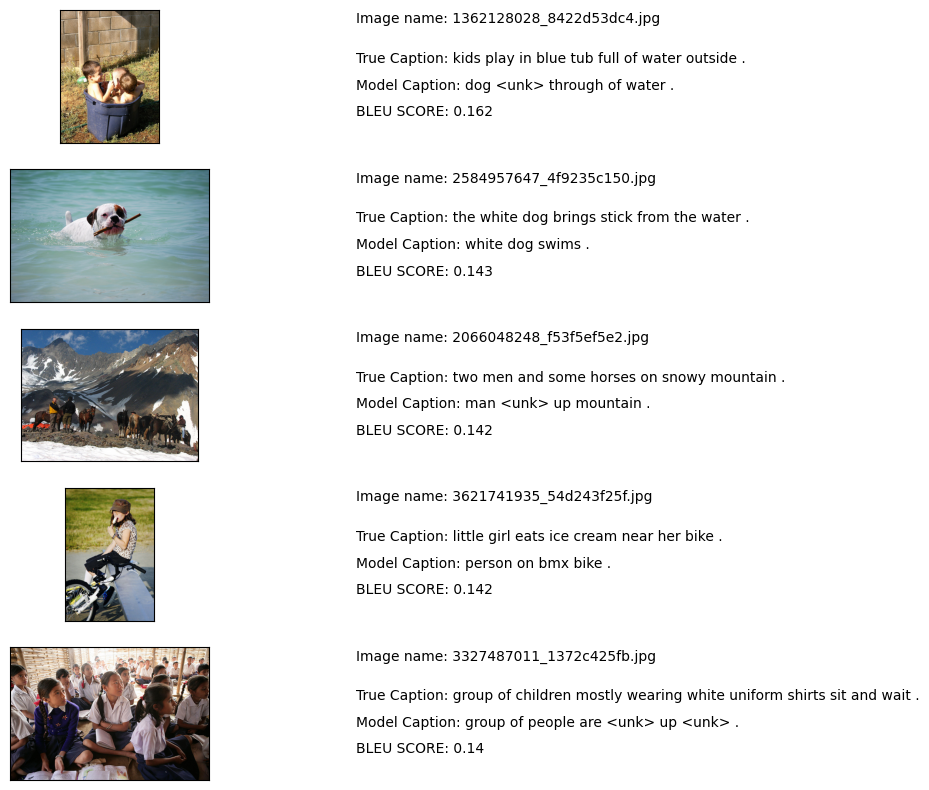 Image name: 1362128028_8422d53dc4.jpg
True Caption: kids play in blue tub full of water outside .
Model Caption: dog <unk> through of water .
BLEU SCORE: 0.162
Image name: 2584957647_4f9235c150.jpg
True Caption: the white dog brings stick from the water .
Model Caption: white dog swims .
BLEU SCORE: 0.143
Image name: 2066048248_f53f5ef5e2.jpg
True Caption: two men and some horses on snowy mountain .
Model Caption: man <unk> up mountain .
BLEU SCORE: 0.142
Image name: 3621741935_54d243f25f.jpg
True Caption: little girl eats ice cream near her bike .
Model Caption: person on bmx bike .
BLEU SCORE: 0.142
Image name: 3327487011_1372c425fb.jpg
True Caption: group of children mostly wearing white uniform shirts sit and wait .
Model Caption: group of people are <unk> up <unk> .
BLEU SCORE: 0.14